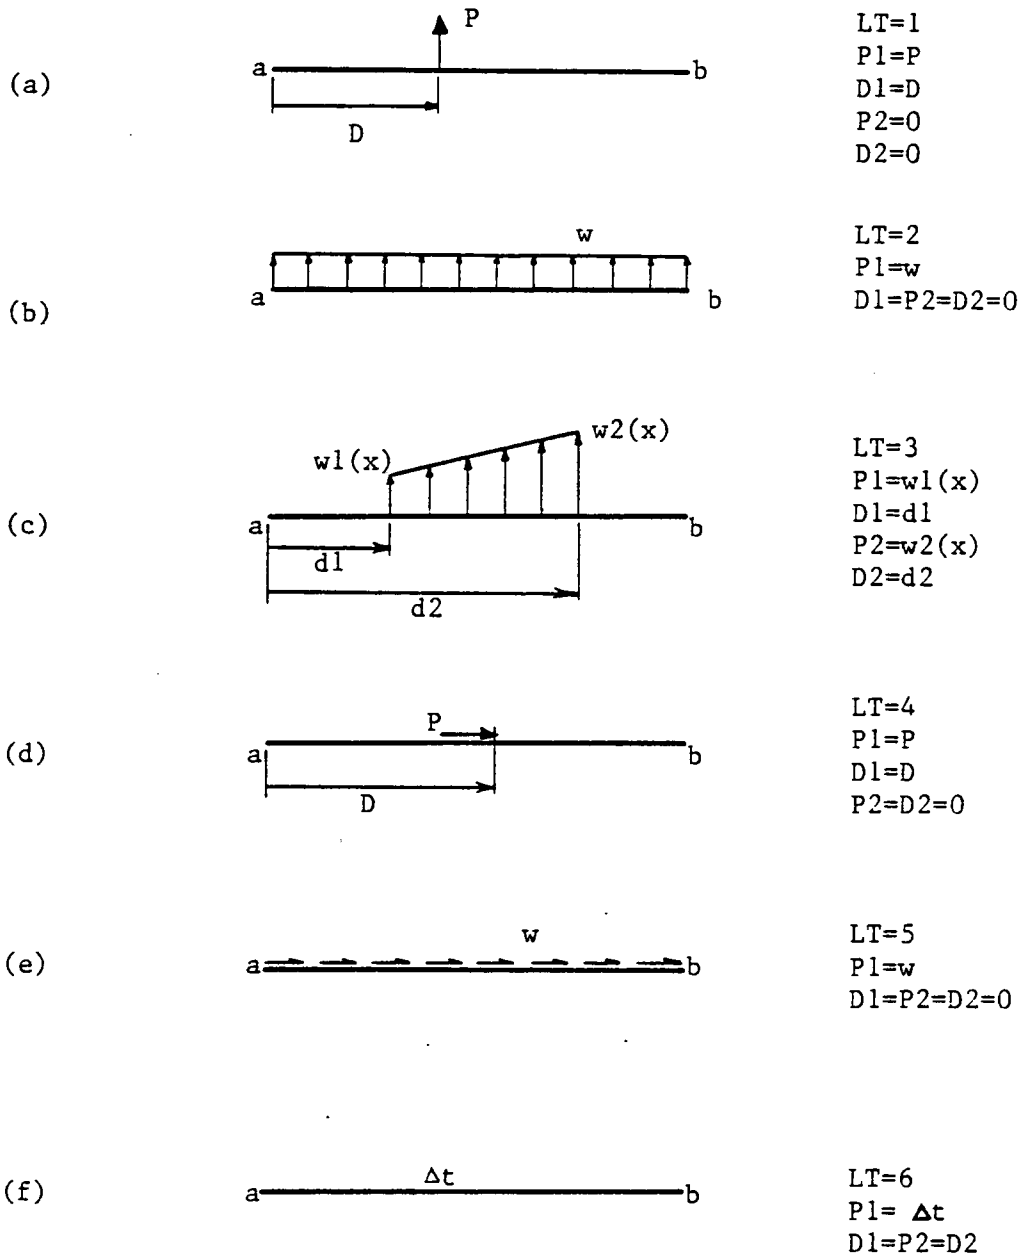 (a)
P
a
b
D
LT=1
P1=P
D1=D
P2=0
D2=0
(b)
w
a
b
LT=2
P1=w
D1=P2=D2=0
(c)
w1(x)
w2(x)
a
b
d1
d2
LT=3
P1=w1(x)
D1=d1
P2=w2(x)
D2=d2
(d)
P
a
b
D
LT=4
P1=P
D1=D
P2=D2=0
(e)
w
a
b
LT=5
P1=w
D1=P2=D2=0
(f)
Δt
a
b
LT=6
P1= Δt
D1=P2=D2